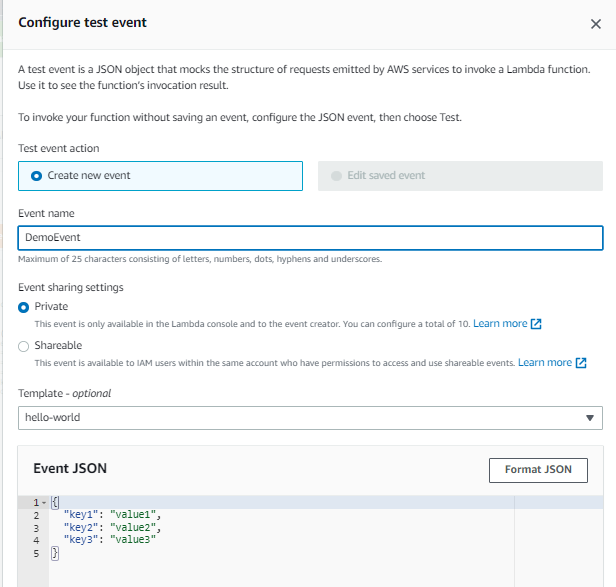 Configure test event
A test event is a JSON object that mocks the structure of requests emitted by AWS services to invoke a Lambda function.
Use it to see the function's invocation result.
To invoke your function without saving an event, configure the JSON event, then choose Test.
Test event action
Create new event
Edit saved event
Event name
DemoEvent
Maximum of 25 characters consisting of letters, numbers, dots, hyphens and underscores.
Event sharing settings
Private
This event is only available in the Lambda console and to the event creator. You can configure a total of 10. Learn more
Shareable
This event is available to IAM users within the same account who have permissions to access and use shareable events. Learn more
Template - optional
hello-world
Event JSON
Format JSON
1 {
2 "key1": "value1",
3 "key2": "value2",
4 "key3": "value3"
5 }